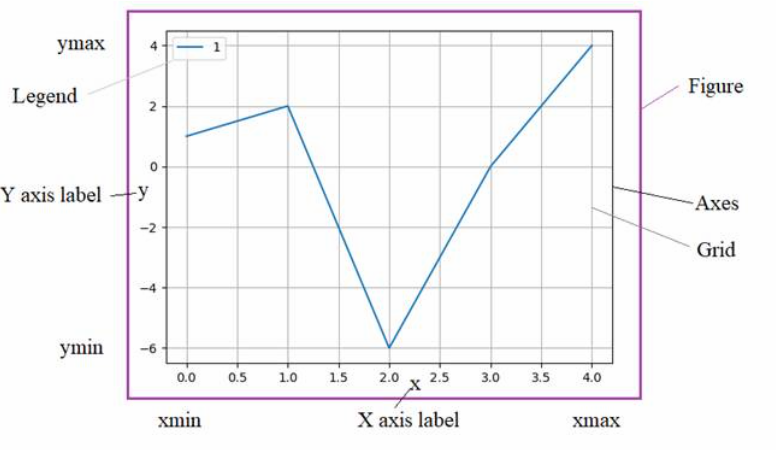 ymax
4
1
Legend
Figure
2
0
Y axis label
y
Axes
−2
Grid
−4
ymin
−6
0.0 0.5 1.0 1.5 2.0 2.5 3.0 3.5 4.0
x
xmin X axis label xmax